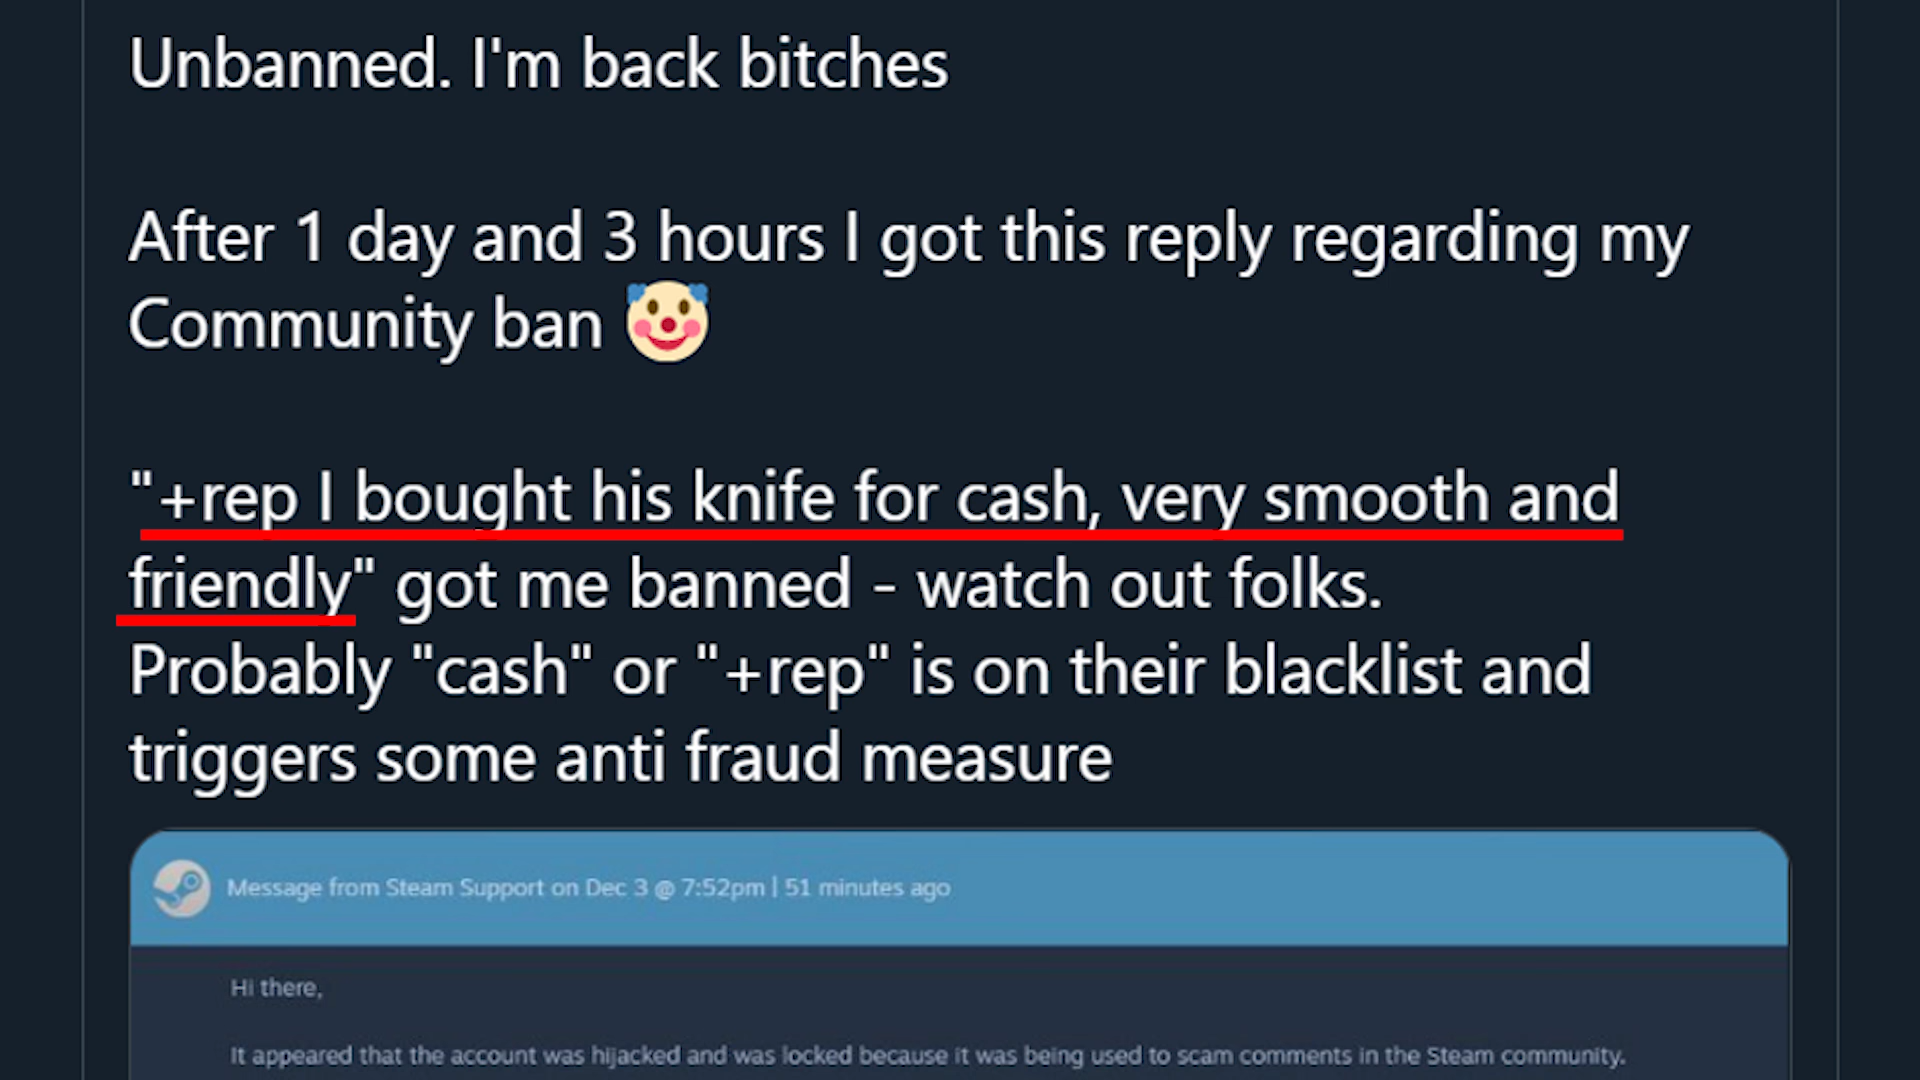 Unbanned. I'm back bitches
After 1 day and 3 hours I got this reply regarding my
Community ban 🤡
"+rep I bought his knife for cash, very smooth and
friendly" got me banned - watch out folks.
Probably "cash" or "+rep" is on their blacklist and
triggers some anti fraud measure
Message from Steam Support on Dec 3 @ 7:52pm | 51 minutes ago
Hi there,
It appeared that the account was hijacked and was locked because it was being used to scam comments in the Steam community.